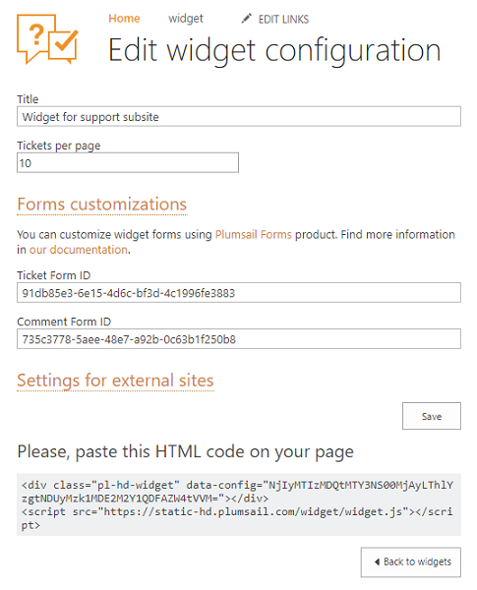 Home widget EDIT LINKS
Edit widget configuration
Title
Widget for support subsite
Tickets per page
10
Forms customizations
You can customize widget forms using Plumsail Forms product. Find more information
in our documentation.
Ticket Form ID
91db85e3-6e15-4d6c-bf3d-4c1996fe3883
Comment Form ID
735c3778-5aee-48e7-a92b-0c63b1f250b8
Settings for external sites
Save
Please, paste this HTML code on your page
<div class="pl-hd-widget" data-config="NjIyMTIzMDQtMTY3NS00MjAyLThlY
zgtNDUyMzk1MDE2M2Y1QDFAZW4tVVM="></div>
<script src="https://static-hd.plumsail.com/widget/widget.js"></scri
pt>
Back to widgets